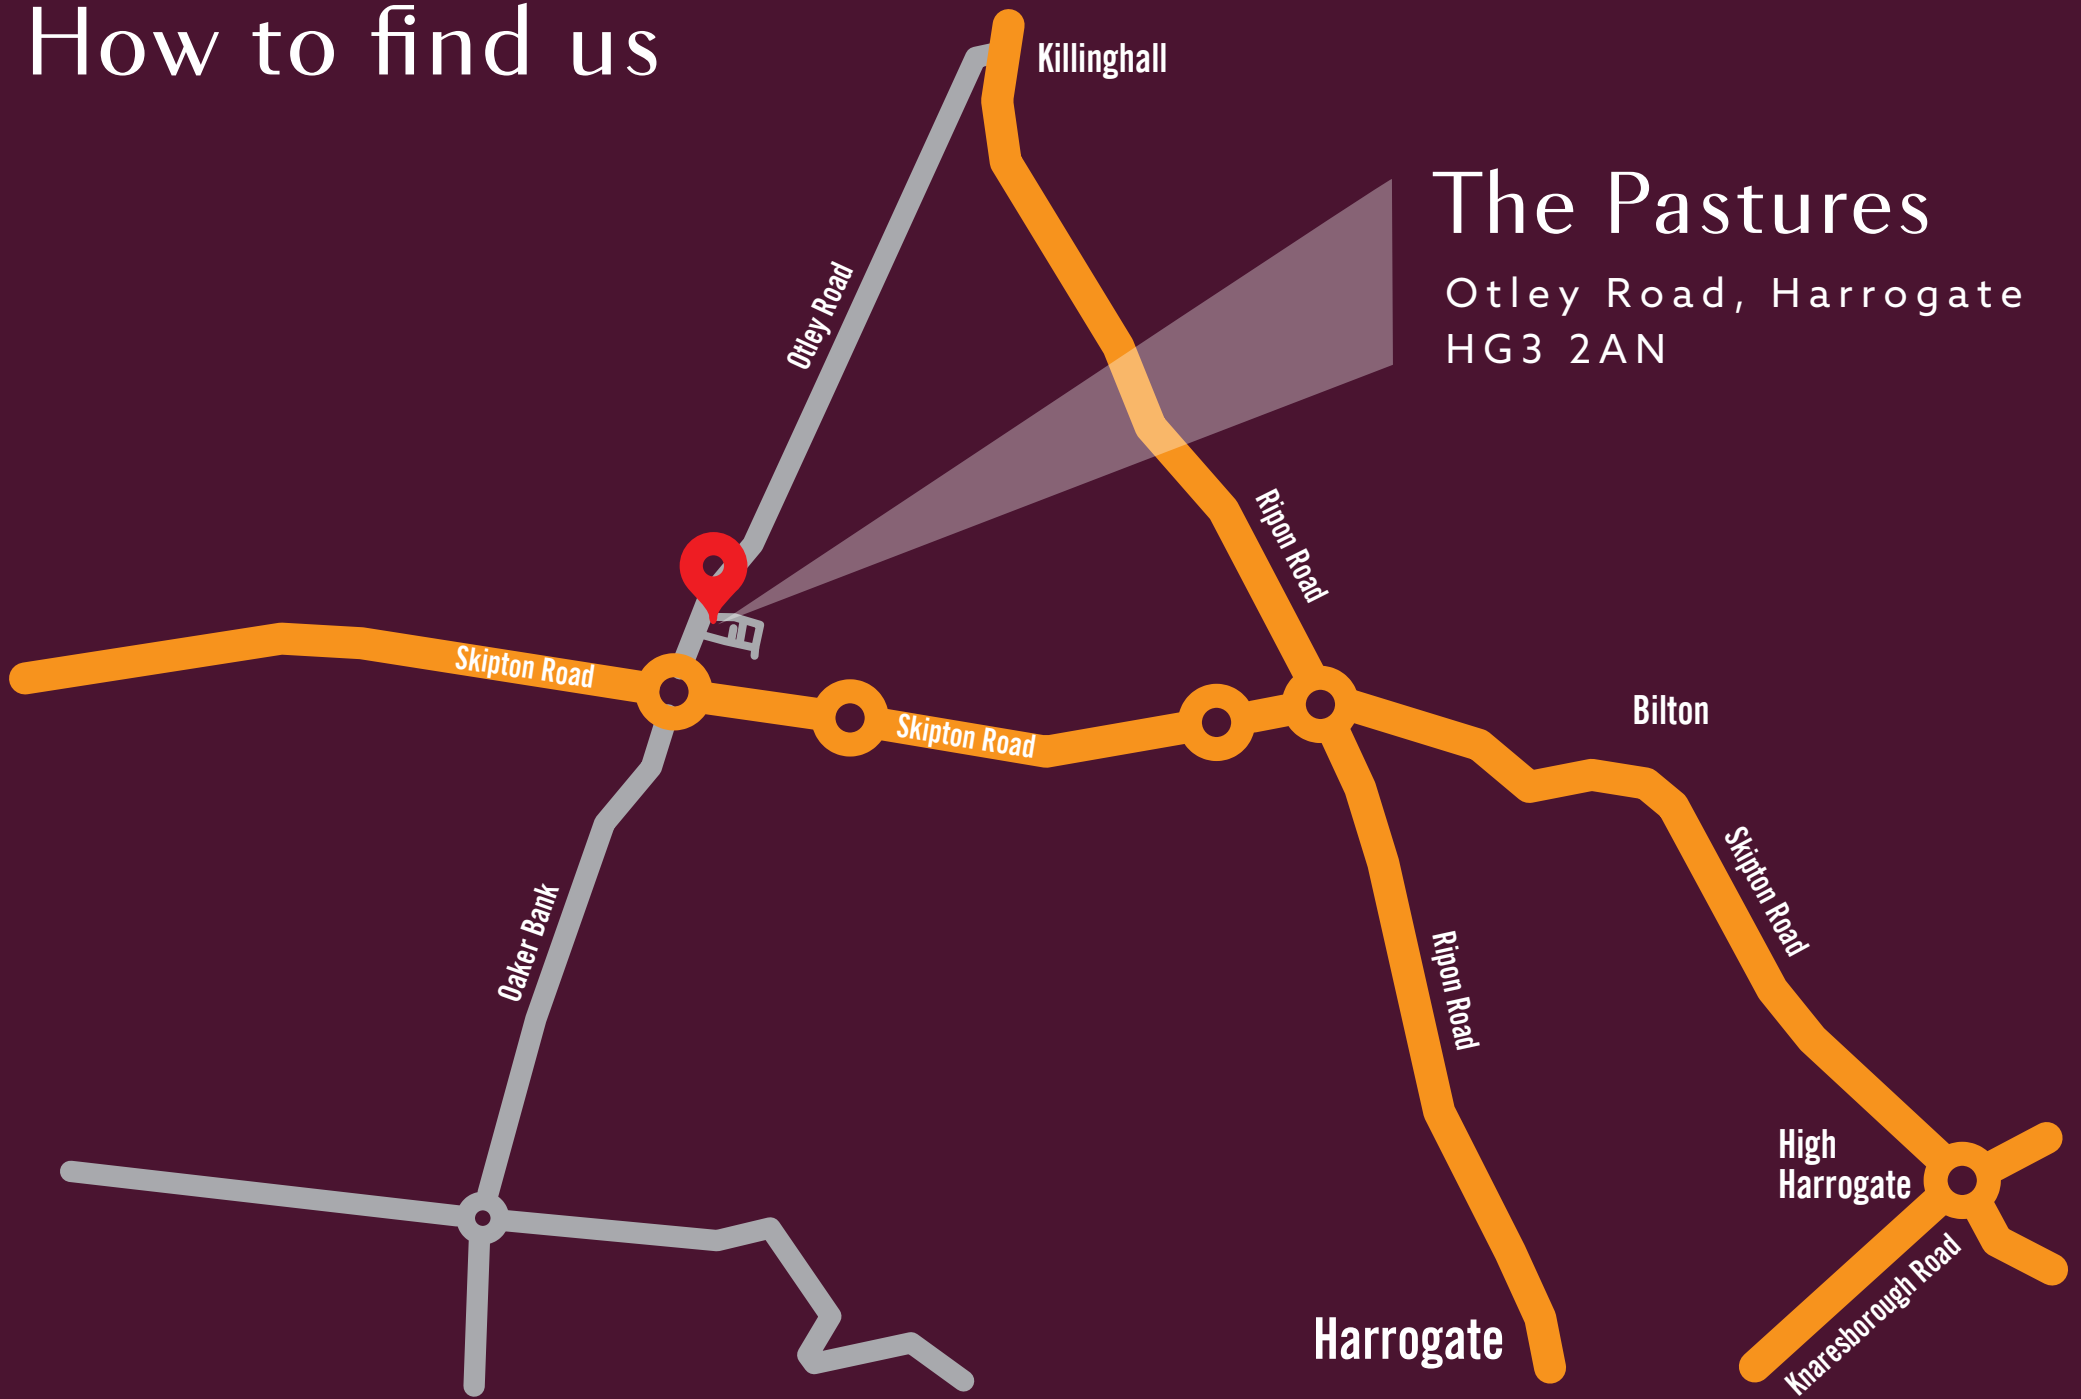 How to find us
Killinghall
The Pastures
Otley Road, Harrogate
HG3 2AN
Otley Road
Ripon Road
Skipton Road
Skipton Road
Bilton
Skipton Road
Oaker Bank
Ripon Road
High
Harrogate
Knaresborough Road
Harrogate